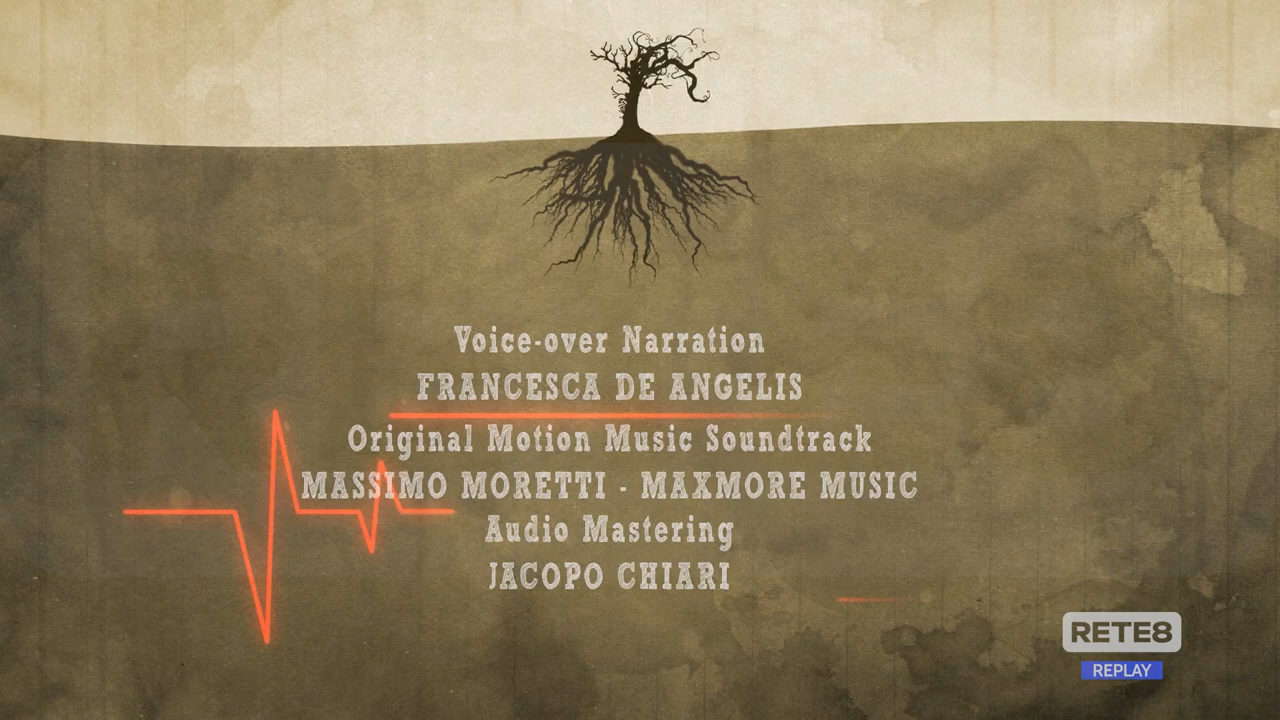 Voice-over Narration
FRANCESCA DE ANGELIS
Original Motion Music Soundtrack
MASSIMO MORETTI - MAXMORE MUSIC
Audio Mastering
JACOPO CHIARI
RETE8
REPLAY